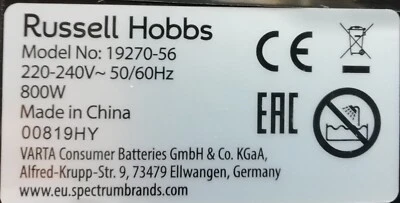 Russell Hobbs
Model No: 19270-56
220-240V~ 50/60Hz
800W
Made in China
00819HY
VARTA Consumer Batteries GmbH & Co. KGaA,
Alfred-Krupp-Str. 9, 73479 Ellwangen, Germany
www.eu.spectrumbrands.com
CE
EAC